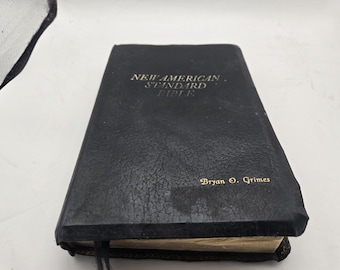 NEW AMERICAN
STANDARD
BIBLE
Bryan O. Grimes